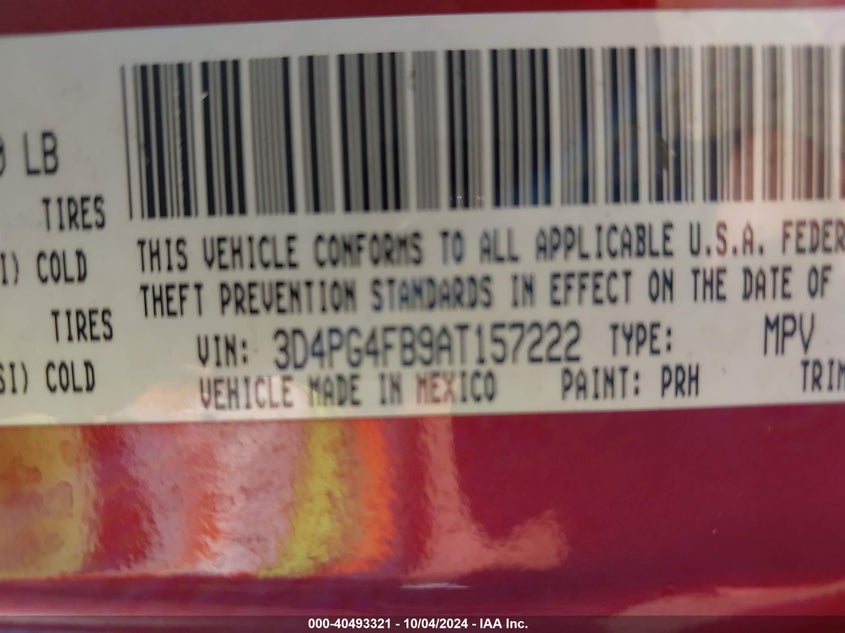 LB
TIRES
I) COLD
TIRES
SI) COLD
THIS VEHICLE CONFORMS TO ALL APPLICABLE U.S.A. FEDER
THEFT PREVENTION STANDARDS IN EFFECT ON THE DATE OF
VIN: 3D4PG4FB9AT157222 TYPE: MPV
VEHICLE MADE IN MEXICO PAINT: PRH TRIM
000-40493321 - 10/04/2024 - IAA Inc.